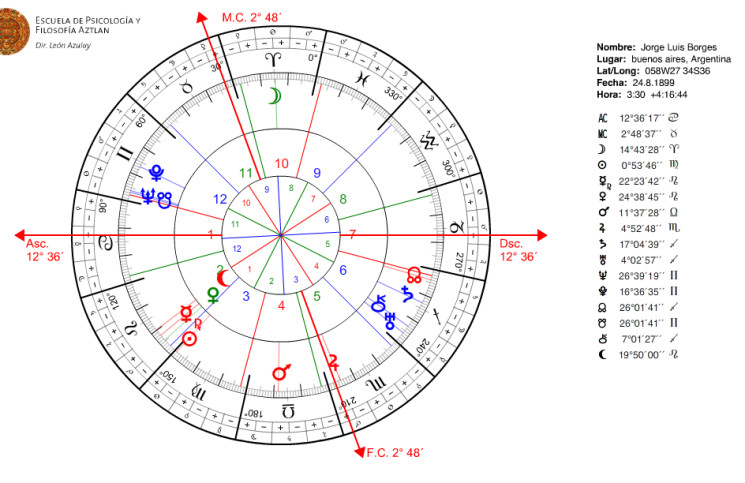 ESCUELA DE PSICOLOGÍA Y
FILOSOFÍA AZTLAN
Dir. León Azulay
M.C. 2° 48´
Nombre: Jorge Luis Borges
Lugar: buenos aires, Argentina
Lat/Long: 058W27 34S36
Fecha: 24.8.1899
Hora: 3:30 +4:16:44
AC 12°36´17´´ ♋
MC 2°48´37´´ ♉
☽ 14°43´28´´ ♈
☉ 0°53´46´´ ♍
☿R 22°23´42´´ ♌
♀ 24°38´45´´ ♌
♂ 11°37´28´´ ♎
♃ 4°52´48´´ ♏
♄ 17°04´39´´ ♐
♅ 4°02´57´´ ♐
♆ 26°39´19´´ ♊
♇ 16°36´35´´ ♊
☊ 26°01´41´´ ♐
☋ 26°01´41´´ ♊
⚷ 7°01´27´´ ♐
⚸ 19°50´00´´ ♌
0°
30°
330°
60°
300°
11 10 9
12 8
9 8
10 7
11 6
90°
Asc.
12° 36´
1 7
Dsc.
12° 36´
12 5
1 4
2 3
270°
2 6
3 4 5
120°
240°
150°
180°
210°
F.C. 2° 48´